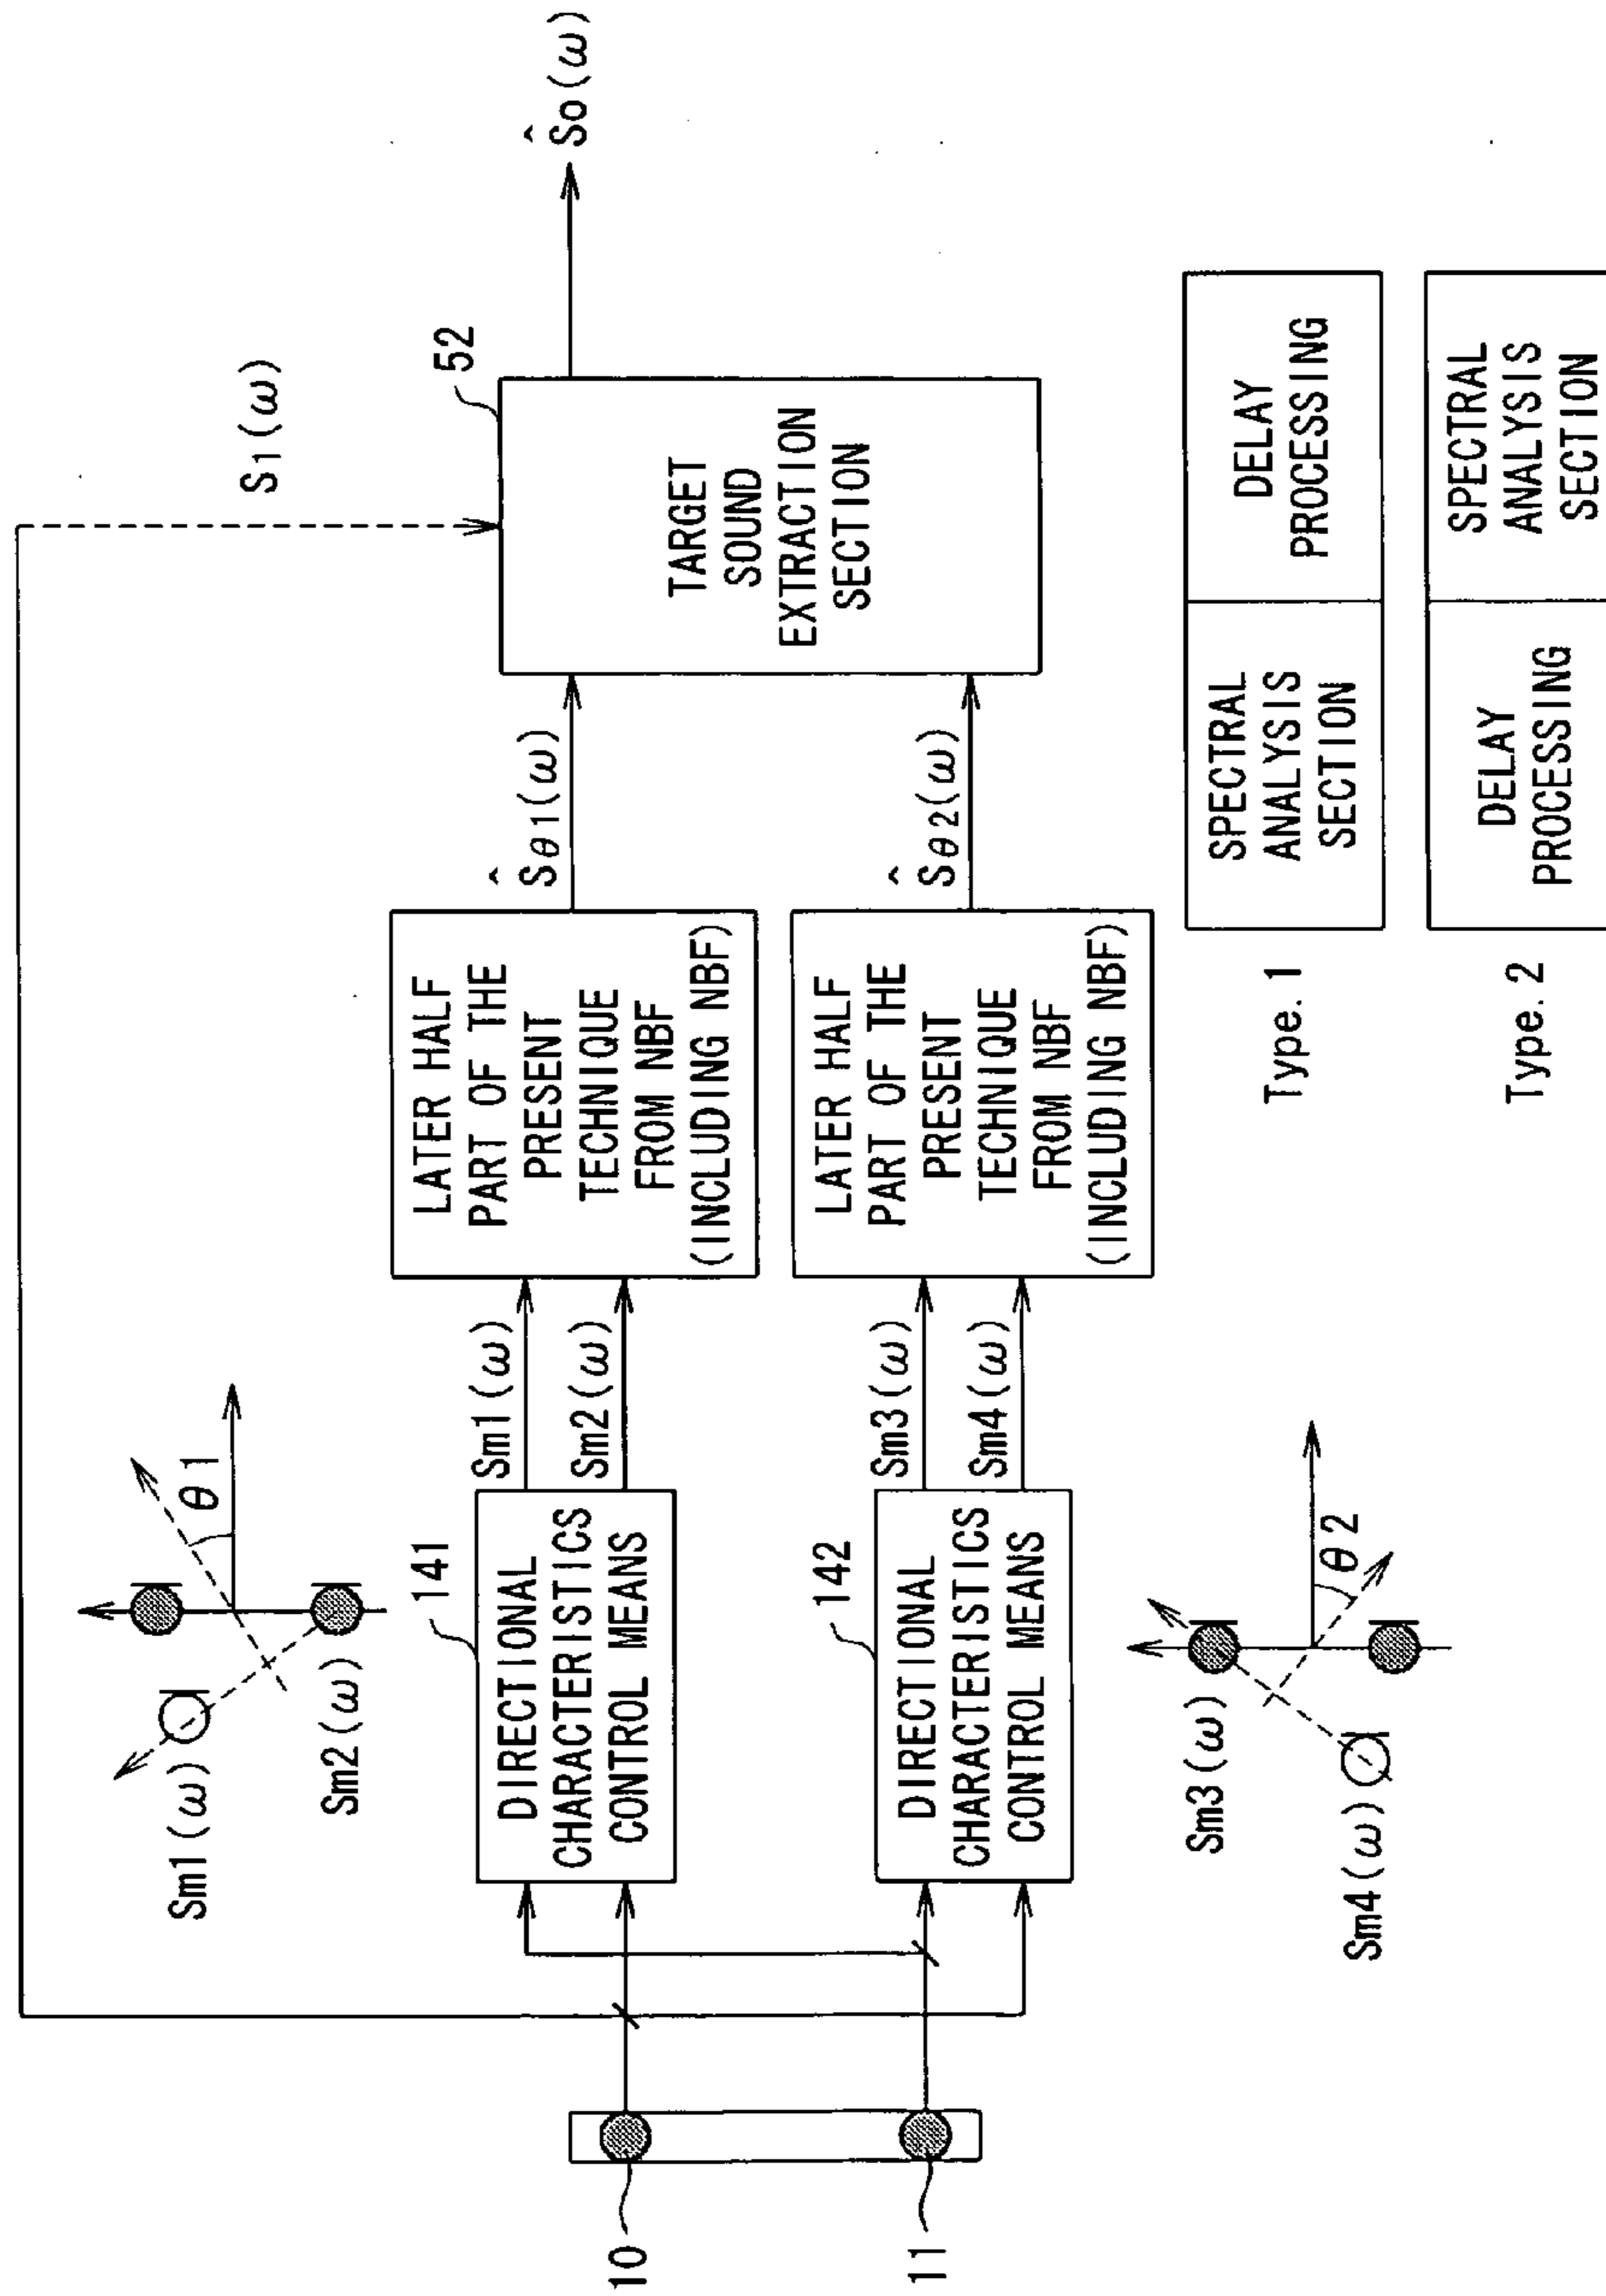 S1(ω)
Ŝo(ω)
52
TARGET
SOUND
EXTRACTION
SECTION
Ŝθ1(ω)
Ŝθ2(ω)
LATER HALF
PART OF THE
PRESENT
TECHNIQUE
FROM NBF
(INCLUDING NBF)
LATER HALF
PART OF THE
PRESENT
TECHNIQUE
FROM NBF
(INCLUDING NBF)
Sm1(ω)
Sm2(ω)
Sm3(ω)
Sm4(ω)
141
DIRECTIONAL
CHARACTERISTICS
CONTROL MEANS
142
DIRECTIONAL
CHARACTERISTICS
CONTROL MEANS
θ1
Sm1(ω)
Sm2(ω)
θ2
Sm3(ω)
Sm4(ω)
10
11
Type. 1
SPECTRAL
ANALYSIS
SECTION
DELAY
PROCESSING
Type. 2
DELAY
PROCESSING
SPECTRAL
ANALYSIS
SECTION